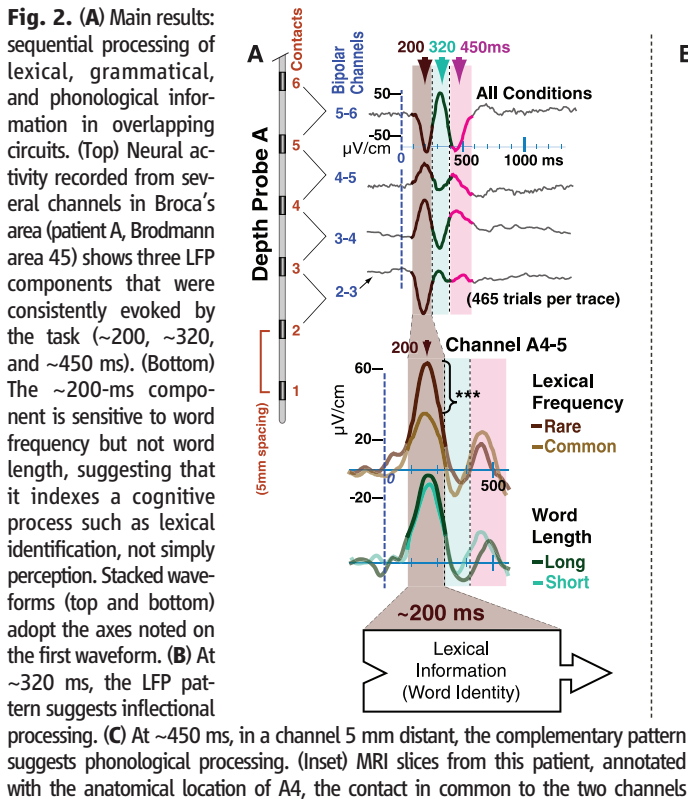 Fig. 2. (A) Main results:
sequential processing of
lexical, grammatical,
and phonological infor-
mation in overlapping
circuits. (Top) Neural ac-
tivity recorded from sev-
eral channels in Broca's
area (patient A, Brodmann
area 45) shows three LFP
components that were
consistently evoked by
the task (~200, ~320,
and ~450 ms). (Bottom)
The ~200-ms compo-
nent is sensitive to word
frequency but not word
length, suggesting that
it indexes a cognitive
process such as lexical
identification, not simply
perception. Stacked wave-
forms (top and bottom)
adopt the axes noted on
the first waveform. (B) At
~320 ms, the LFP pat-
tern suggests inflectional
processing. (C) At ~450 ms, in a channel 5 mm distant, the complementary pattern
suggests phonological processing. (Inset) MRI slices from this patient, annotated
with the anatomical location of A4, the contact in common to the two channels
A
Depth Probe A
Contacts
6
5
4
3
2
1
(5mm spacing)
Bipolar
Channels
5-6
4-5
3-4
2-3
200 320 450ms
All Conditions
50
-50
µV/cm
0
500
1000 ms
(465 trials per trace)
200
Channel A4-5
60
20
-20
µV/cm
0
500
***
Lexical
Frequency
Rare
Common
Word
Length
Long
Short
~200 ms
Lexical
Information
(Word Identity)